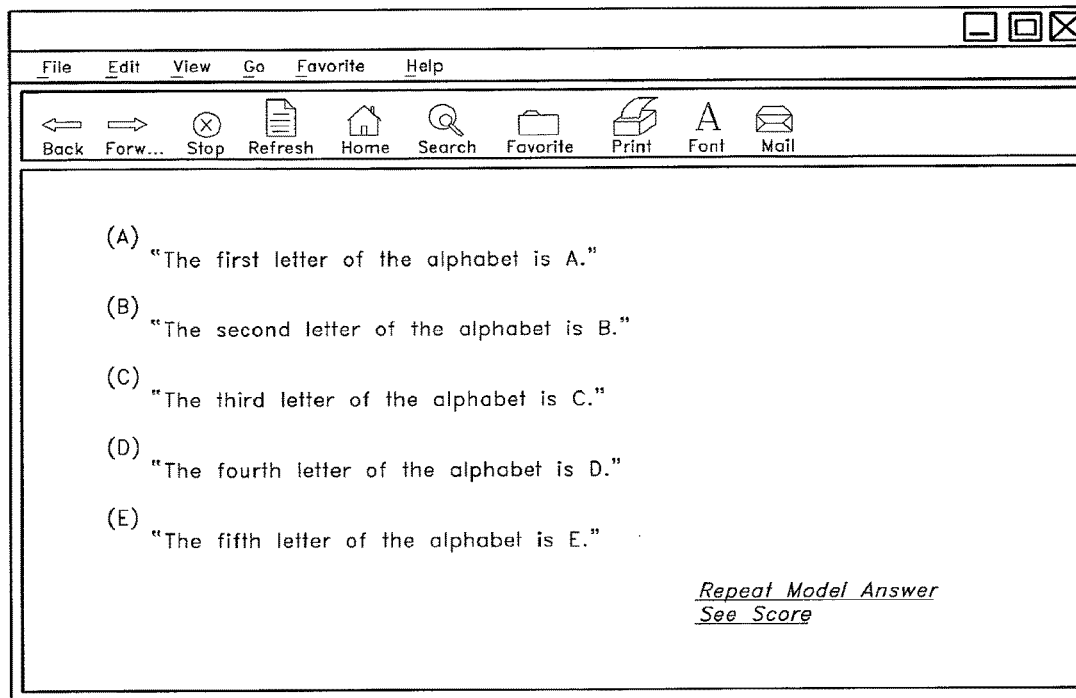 File Edit View Go Favorite Help
Back Forw... Stop Refresh Home Search Favorite Print Font Mail
(A)
"The first letter of the alphabet is A."
(B)
"The second letter of the alphabet is B."
(C)
"The third letter of the alphabet is C."
(D)
"The fourth letter of the alphabet is D."
(E)
"The fifth letter of the alphabet is E."
Repeat Model Answer
See Score